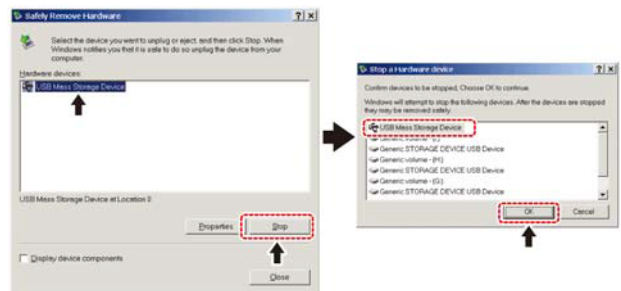 Safely Remove Hardware
Select the device you want to unplug or eject, and then click Stop. When
Windows notifies you that it is safe to do so unplug the device from your
computer.
Hardware devices:
USB Mass Storage Device
USB Mass Storage Device at Location 0
Properties
Stop
Display device components
Close
Stop a Hardware device
Confirm devices to be stopped, Choose OK to continue.
Windows will attempt to stop the following devices. After the devices are stopped
they may be removed safely.
USB Mass Storage Device
Generic volume -
Generic STORAGE DEVICE USB Device
Generic volume - (H)
Generic STORAGE DEVICE USB Device
Generic volume - (G)
Generic STORAGE DEVICE USB Device
OK
Cancel